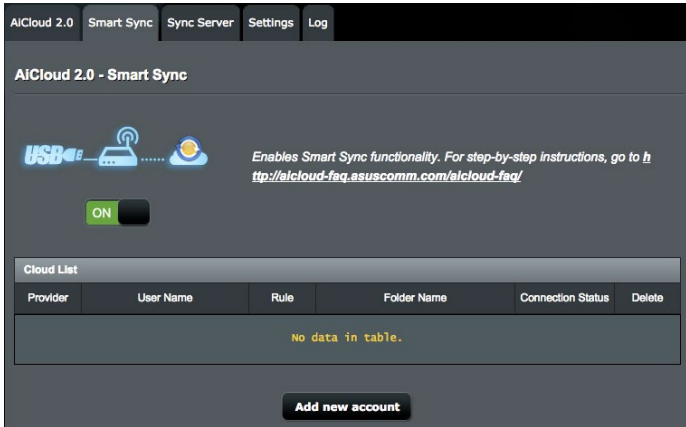 AiCloud 2.0 Smart Sync Sync Server Settings Log
AiCloud 2.0 - Smart Sync
USB
Enables Smart Sync functionality. For step-by-step instructions, go to h
ttp://aicloud-faq.asuscomm.com/aicloud-faq/
ON
Cloud List
Provider User Name Rule Folder Name Connection Status Delete
No data in table.
Add new account